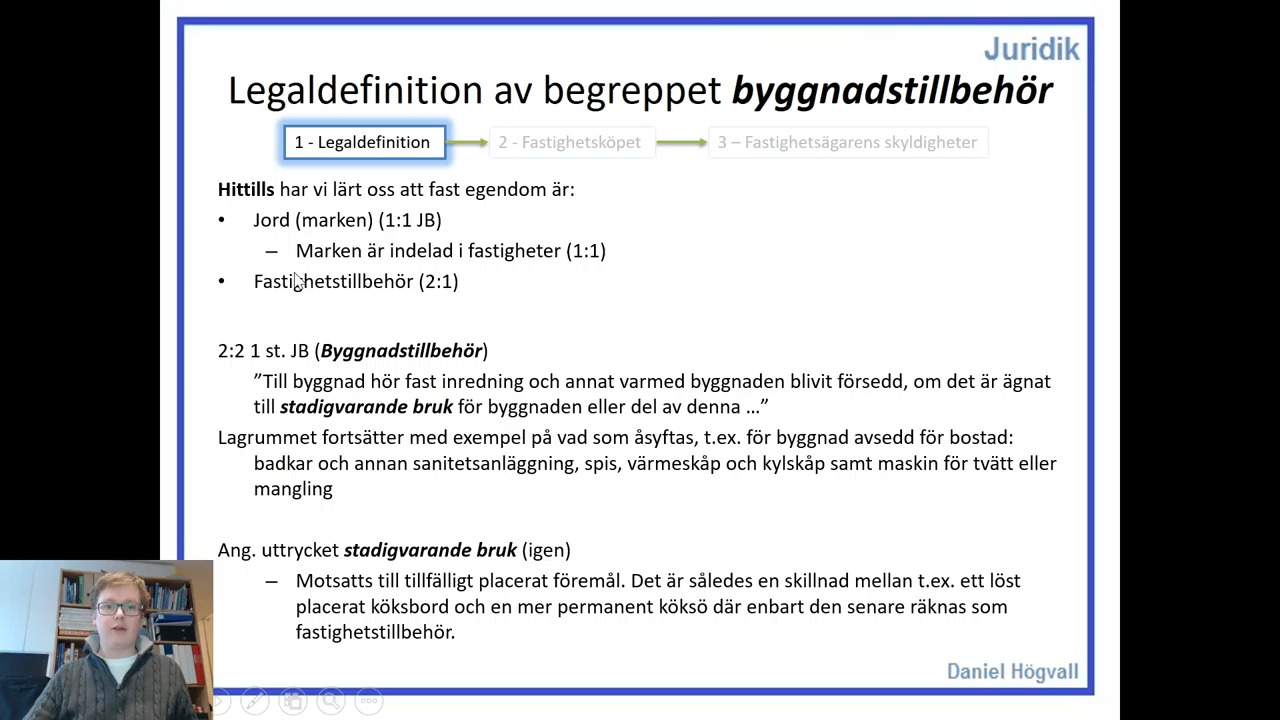 Juridik
Legaldefinition av begreppet byggnadstillbehör
1 - Legaldefinition
2 - Fastighetsköpet
3 – Fastighetsägarens skyldigheter
Hittills har vi lärt oss att fast egendom är:
• Jord (marken) (1:1 JB)
– Marken är indelad i fastigheter (1:1)
• Fastighetstillbehör (2:1)
2:2 1 st. JB (Byggnadstillbehör)
”Till byggnad hör fast inredning och annat varmed byggnaden blivit försedd, om det är ägnat
till stadigvarande bruk för byggnaden eller del av denna …”
Lagrummet fortsätter med exempel på vad som åsyftas, t.ex. för byggnad avsedd för bostad:
badkar och annan sanitetsanläggning, spis, värmeskåp och kylskåp samt maskin för tvätt eller
mangling
Ang. uttrycket stadigvarande bruk (igen)
– Motsatts till tillfälligt placerat föremål. Det är således en skillnad mellan t.ex. ett löst
placerat köksbord och en mer permanent köksö där enbart den senare räknas som
fastighetstillbehör.
Daniel Högvall